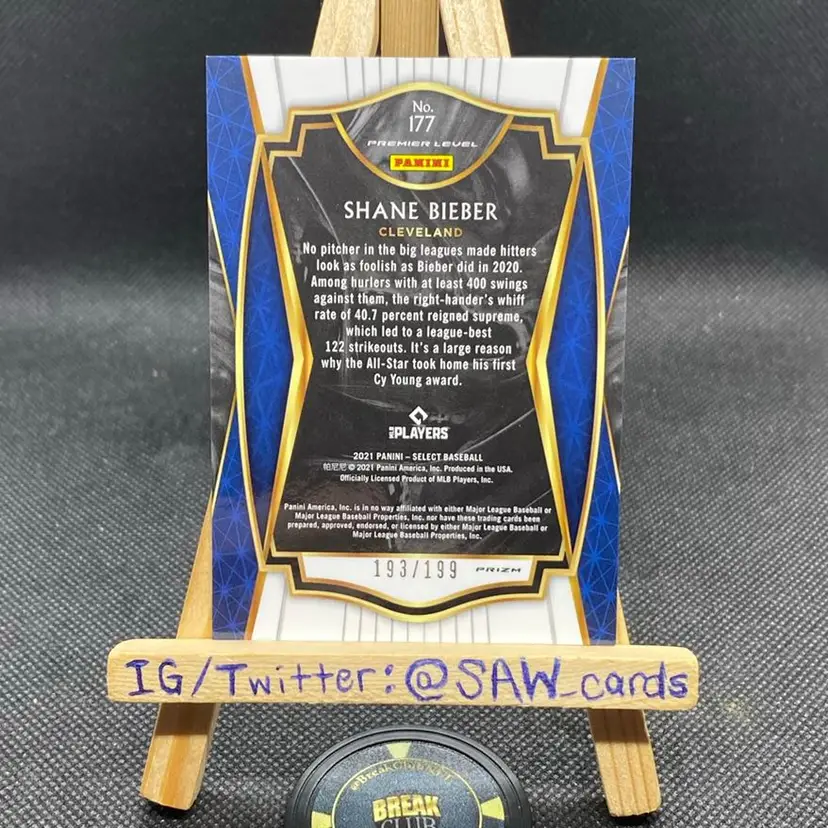 No.
177
PREMIER LEVEL
PANINI
SHANE BIEBER
CLEVELAND
No pitcher in the big leagues made hitters
look as foolish as Bieber did in 2020.
Among hurlers with at least 400 swings
against them, the right-hander's whiff
rate of 40.7 percent reigned supreme,
which led to a league-best
122 strikeouts. It's a large reason
why the All-Star took home his first
Cy Young award.
MLB PLAYERS
2021 PANINI – SELECT BASEBALL
帕尼尼 © 2021 Panini America, Inc. Produced in the USA.
Officially Licensed Product of MLB Players, Inc.
Panini America, Inc. is in no way affiliated with either Major League Baseball or
Major League Baseball Properties, Inc. nor have these trading cards been
prepared, approved, endorsed, or licensed by either Major League Baseball or
Major League Baseball Properties, Inc.
193/199 PRIZM
IG/Twitter:@SAW_cards
BREAK
CLUB